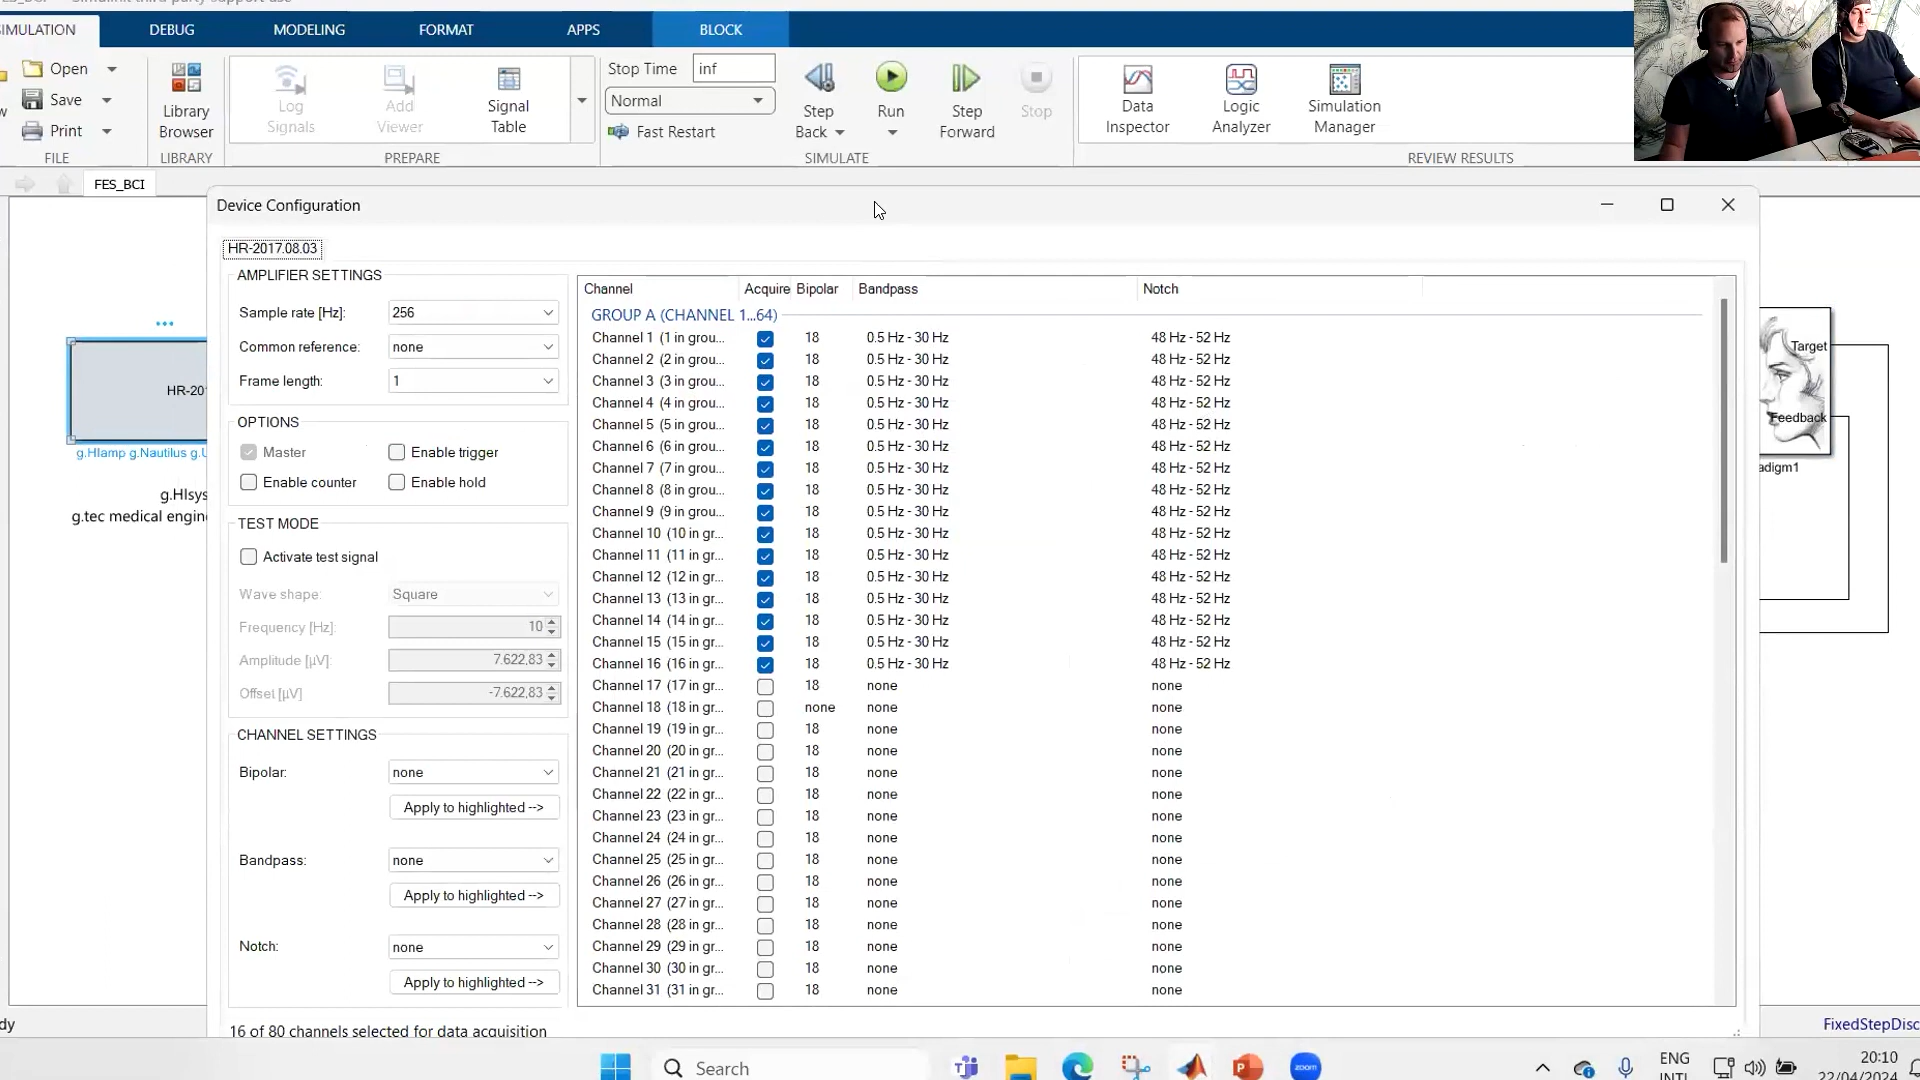 SIMULATION
DEBUG
MODELING
FORMAT
APPS
BLOCK
Open
Save
Print
FILE
Library
Browser
LIBRARY
Log
Signals
Add
Viewer
Signal
Table
PREPARE
Stop Time
inf
Normal
Fast Restart
Step
Back
Run
Step
Forward
Stop
SIMULATE
Data
Inspector
Logic
Analyzer
Simulation
Manager
REVIEW RESULTS
FES_BCI
Device Configuration
HR-2017.08.03
AMPLIFIER SETTINGS
Sample rate [Hz]: 256
Common reference: none
Frame length: 1
OPTIONS
Master
Enable trigger
Enable counter
Enable hold
TEST MODE
Activate test signal
Wave shape: Square
Frequency [Hz]: 10
Amplitude [µV]: 7.622,83
Offset [µV] -7.622,83
CHANNEL SETTINGS
Bipolar: none
Apply to highlighted -->
Bandpass: none
Apply to highlighted -->
Notch: none
Apply to highlighted -->
16 of 80 channels selected for data acquisition
Channel Acquire Bipolar Bandpass Notch
GROUP A (CHANNEL 1...64)
Channel 1 (1 in grou... 18 0.5 Hz - 30 Hz 48 Hz - 52 Hz
Channel 2 (2 in grou... 18 0.5 Hz - 30 Hz 48 Hz - 52 Hz
Channel 3 (3 in grou... 18 0.5 Hz - 30 Hz 48 Hz - 52 Hz
Channel 4 (4 in grou... 18 0.5 Hz - 30 Hz 48 Hz - 52 Hz
Channel 5 (5 in grou... 18 0.5 Hz - 30 Hz 48 Hz - 52 Hz
Channel 6 (6 in grou... 18 0.5 Hz - 30 Hz 48 Hz - 52 Hz
Channel 7 (7 in grou... 18 0.5 Hz - 30 Hz 48 Hz - 52 Hz
Channel 8 (8 in grou... 18 0.5 Hz - 30 Hz 48 Hz - 52 Hz
Channel 9 (9 in grou... 18 0.5 Hz - 30 Hz 48 Hz - 52 Hz
Channel 10 (10 in gr... 18 0.5 Hz - 30 Hz 48 Hz - 52 Hz
Channel 11 (11 in gr... 18 0.5 Hz - 30 Hz 48 Hz - 52 Hz
Channel 12 (12 in gr... 18 0.5 Hz - 30 Hz 48 Hz - 52 Hz
Channel 13 (13 in gr... 18 0.5 Hz - 30 Hz 48 Hz - 52 Hz
Channel 14 (14 in gr... 18 0.5 Hz - 30 Hz 48 Hz - 52 Hz
Channel 15 (15 in gr... 18 0.5 Hz - 30 Hz 48 Hz - 52 Hz
Channel 16 (16 in gr... 18 0.5 Hz - 30 Hz 48 Hz - 52 Hz
Channel 17 (17 in gr... 18 none none
Channel 18 (18 in gr... none none none
Channel 19 (19 in gr... 18 none none
Channel 20 (20 in gr... 18 none none
Channel 21 (21 in gr... 18 none none
Channel 22 (22 in gr... 18 none none
Channel 23 (23 in gr... 18 none none
Channel 24 (24 in gr... 18 none none
Channel 25 (25 in gr... 18 none none
Channel 26 (26 in gr... 18 none none
Channel 27 (27 in gr... 18 none none
Channel 28 (28 in gr... 18 none none
Channel 29 (29 in gr... 18 none none
Channel 30 (30 in gr... 18 none none
Channel 31 (31 in gr... 18 none none
HR-201
g.HIamp g.Nautilus g.U
g.HIsys
g.tec medical engine
Target
Feedback
adigm1
dy
FixedStepDisc
Search
zoom
ENG
INTL
20:10
22/04/2024